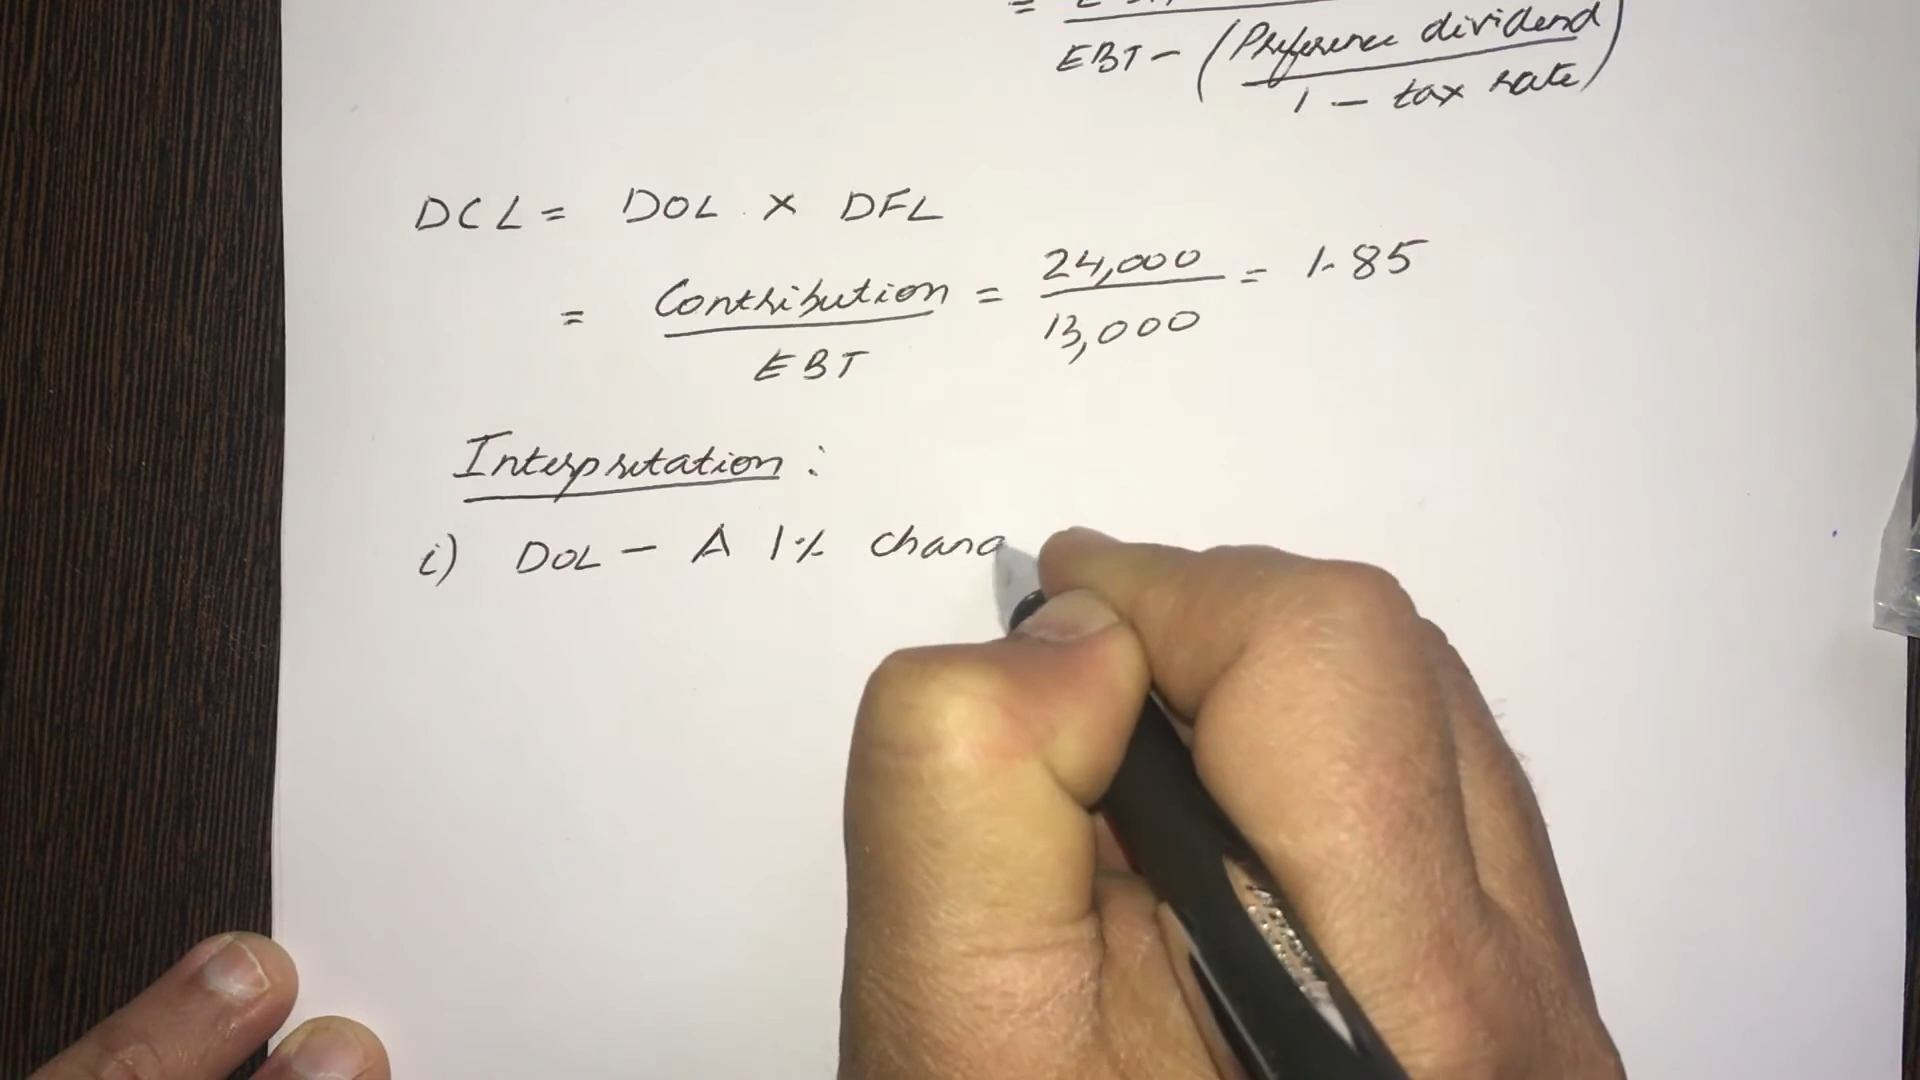 =
EBT - (Preference dividend / 1 - tax rate)
DCL = DOL × DFL
= Contribution / EBT = 24,000 / 13,000 = 1.85
Interpretation :
i) DOL - A 1% chang